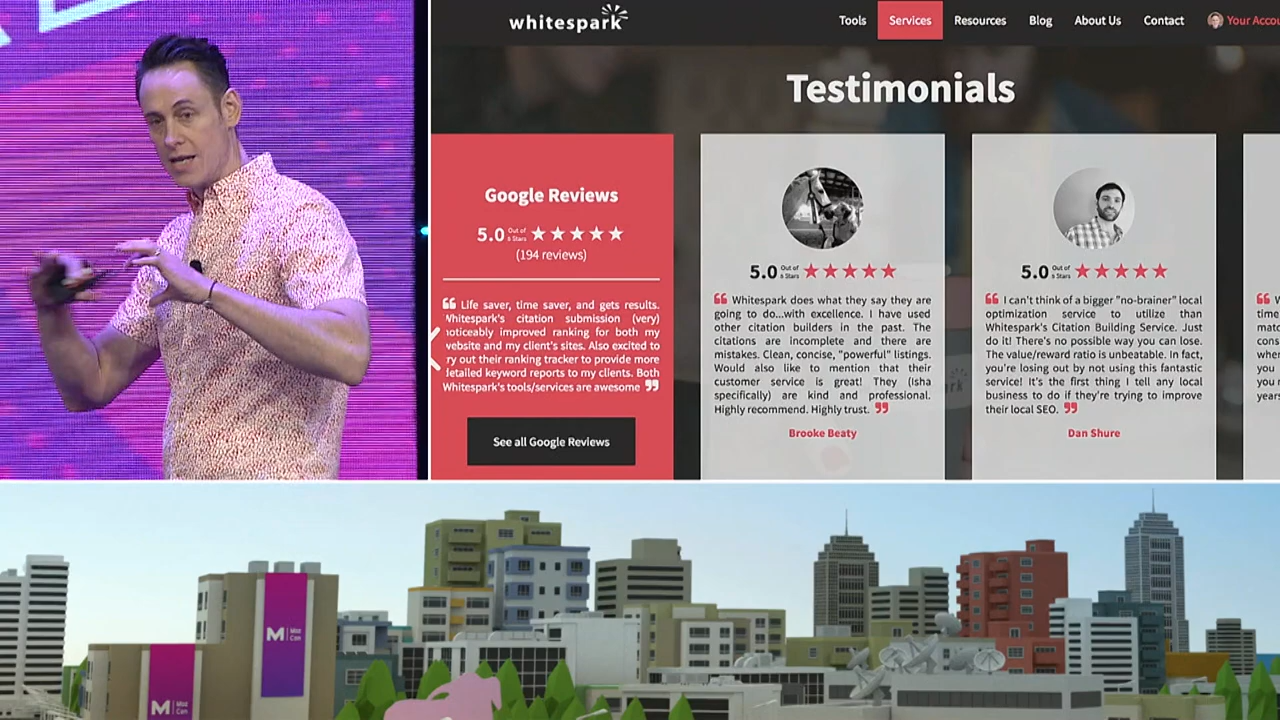 whitespark
Tools
Services
Resources
Blog
About Us
Contact
Testimonials
Google Reviews
5.0 Out of
5 Stars
(194 reviews)
❝ Life saver, time saver, and gets results.
Whitespark's citation submission (very)
noticeably improved ranking for both my
website and my client's sites. Also excited to
try out their ranking tracker to provide more
detailed keyword reports to my clients. Both
Whitespark's tools/services are awesome ❞
See all Google Reviews
5.0 Out of
5 Stars
❝ Whitespark does what they say they are
going to do...with excellence. I have used
other citation builders in the past. The
citations are incomplete and there are
mistakes. Clean, concise, "powerful" listings.
Would also like to mention that their
customer service is great! They (Isha
specifically) are kind and professional.
Highly recommend. Highly trust. ❞
Brooke Beaty
5.0 Out of
5 Stars
❝ I can't think of a bigger "no-brainer" local
optimization service to utilize than
Whitespark's Citation Building Service. Just
do it! There's no possible way you can lose.
The value/reward ratio is unbeatable. In fact,
you're losing out by not using this fantastic
service! It's the first thing I tell any local
business to do if they're trying to improve
their local SEO. ❞
Dan Shure
M | Moz
Con
M | Moz
Con